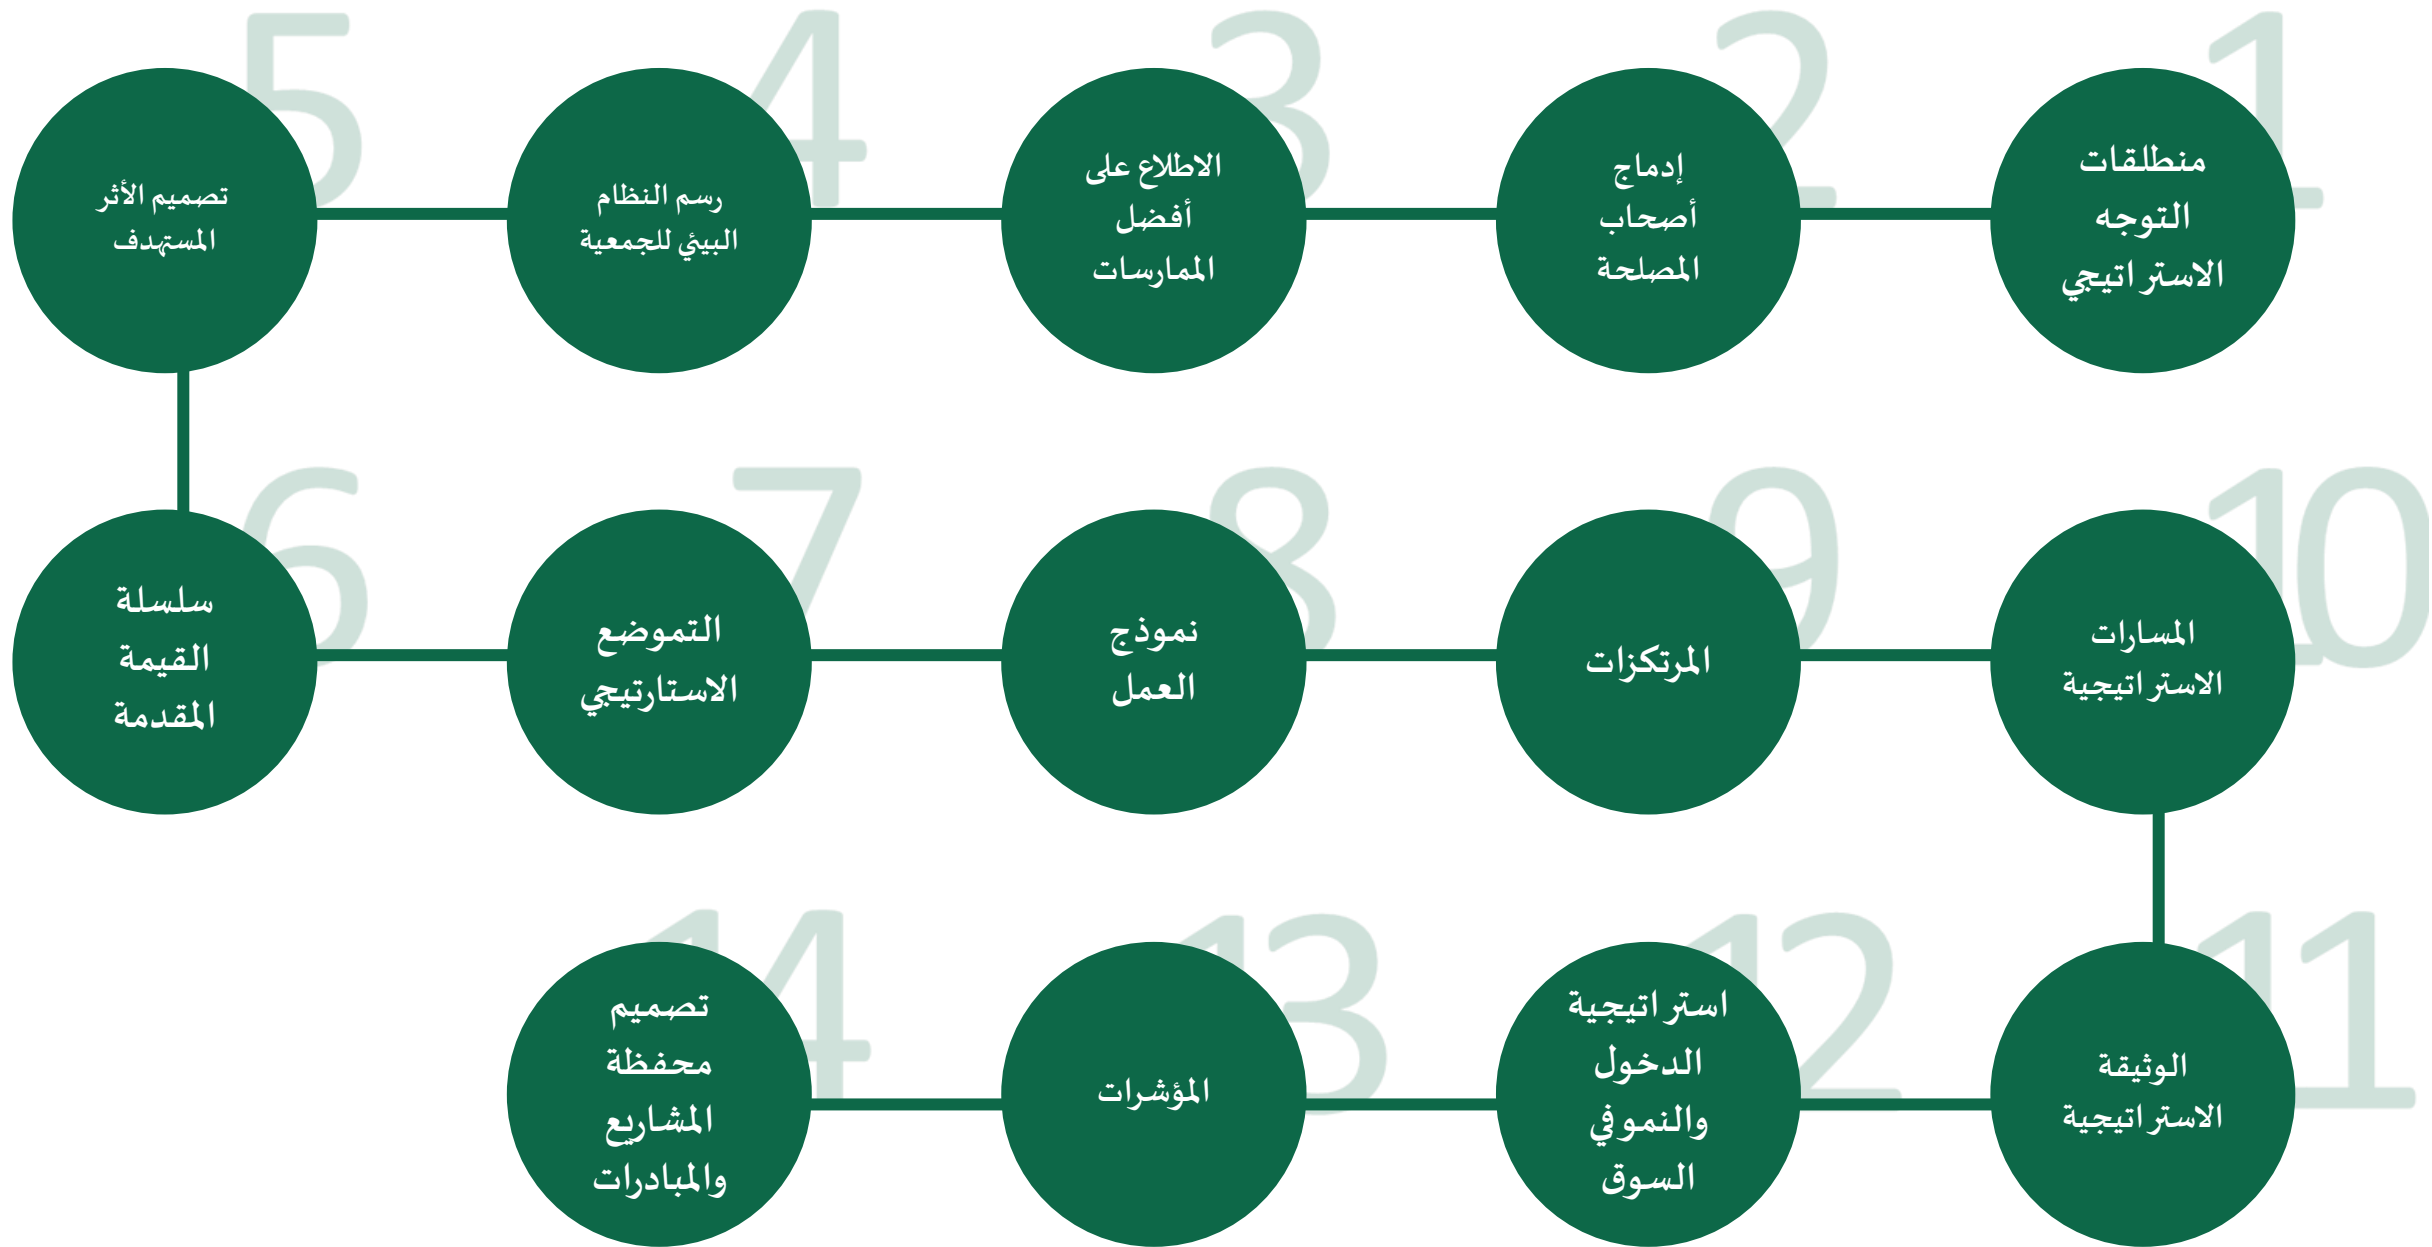 1
منطلقات
التوجه
الاستراتيجي
2
إدماج
أصحاب
المصلحة
3
الاطلاع على
أفضل
الممارسات
4
رسم النظام
البيئي للجمعية
5
تصميم الأثر
المستهدف
6
سلسلة
القيمة
المقدمة
7
التموضع
الاستارتيجي
8
نموذج
العمل
9
المرتكزات
10
المسارات
الاستراتيجية
11
الوثيقة
الاستراتيجية
12
استراتيجية
الدخول
والنمو في
السوق
13
المؤشرات
14
تصميم
محفظة
المشاريع
والمبادرات